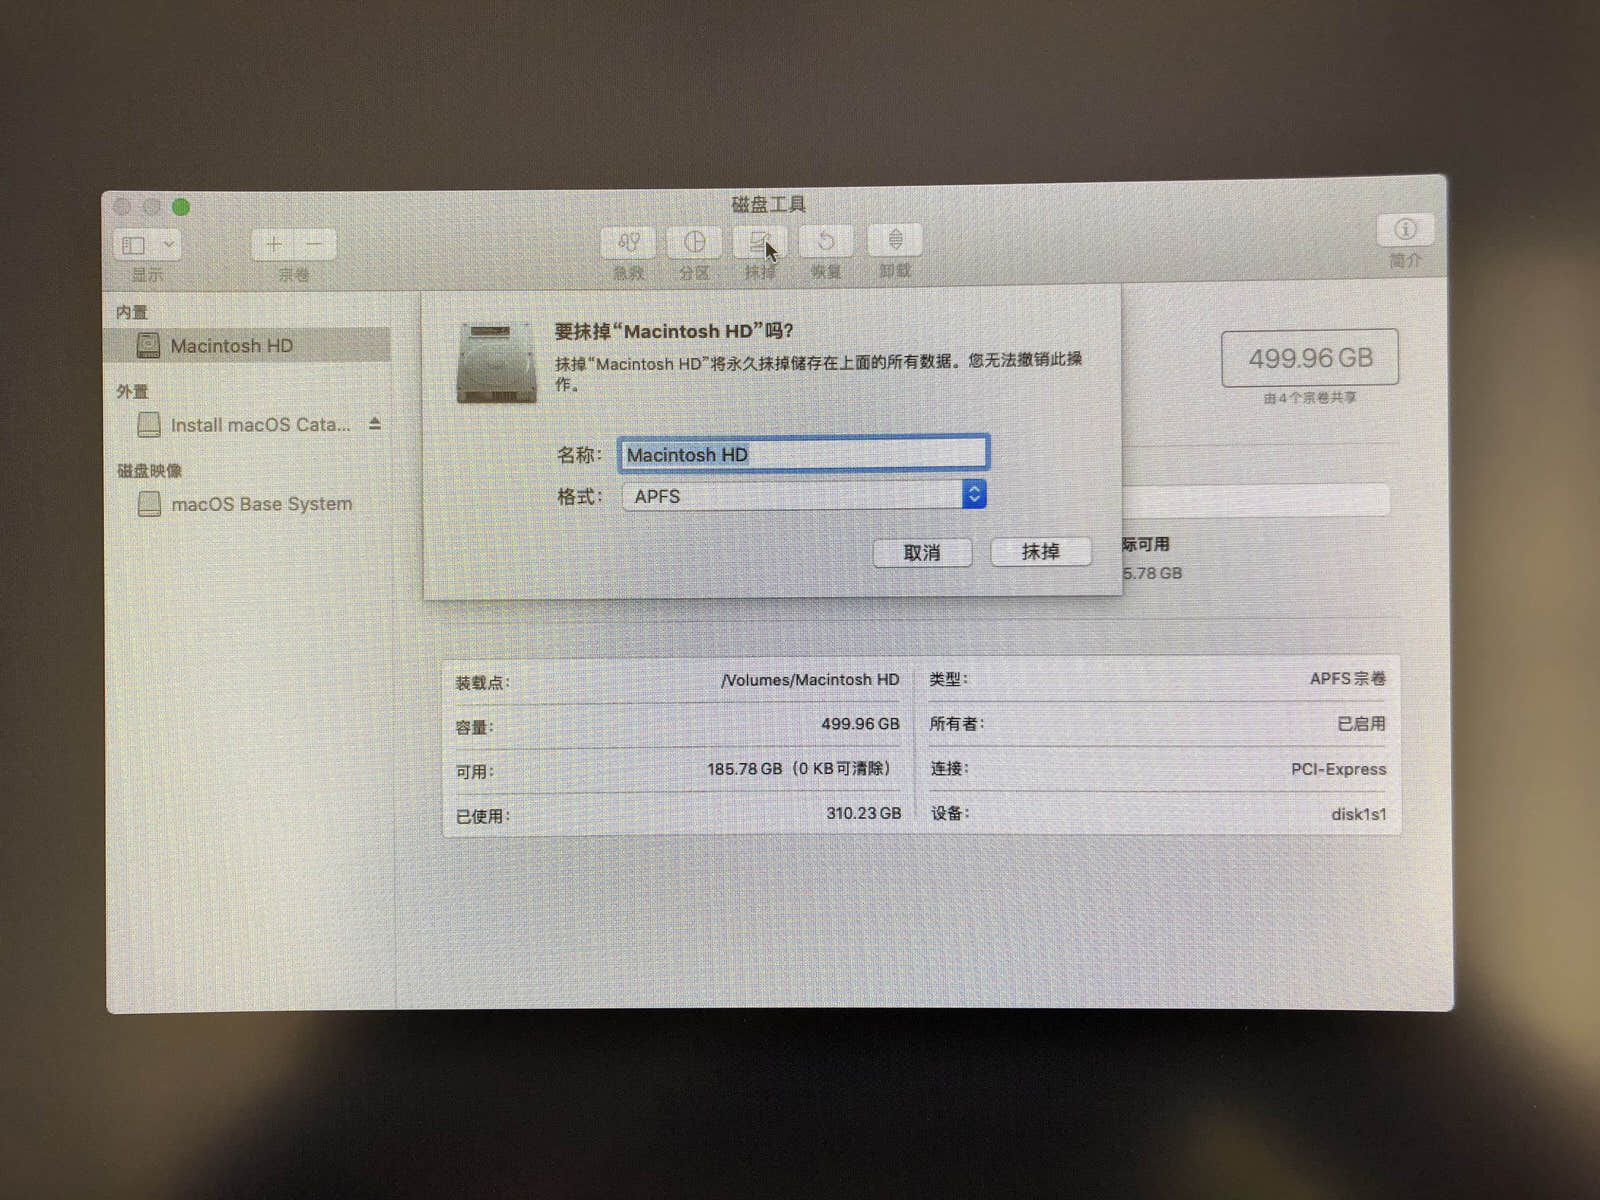 磁盘工具
显示
宗卷
急救
分区
抹掉
恢复
卸载
简介
内置
Macintosh HD
外置
Install macOS Cata...
磁盘映像
macOS Base System
要抹掉“Macintosh HD”吗?
抹掉“Macintosh HD”将永久抹掉储存在上面的所有数据。您无法撤销此操
作。
名称: Macintosh HD
格式: APFS
取消
抹掉
499.96 GB
由4个宗卷共享
际可用
5.78 GB
装载点: /Volumes/Macintosh HD
容量: 499.96 GB
可用: 185.78 GB（0 KB可清除）
已使用: 310.23 GB
类型: APFS宗卷
所有者: 已启用
连接: PCI-Express
设备: disk1s1